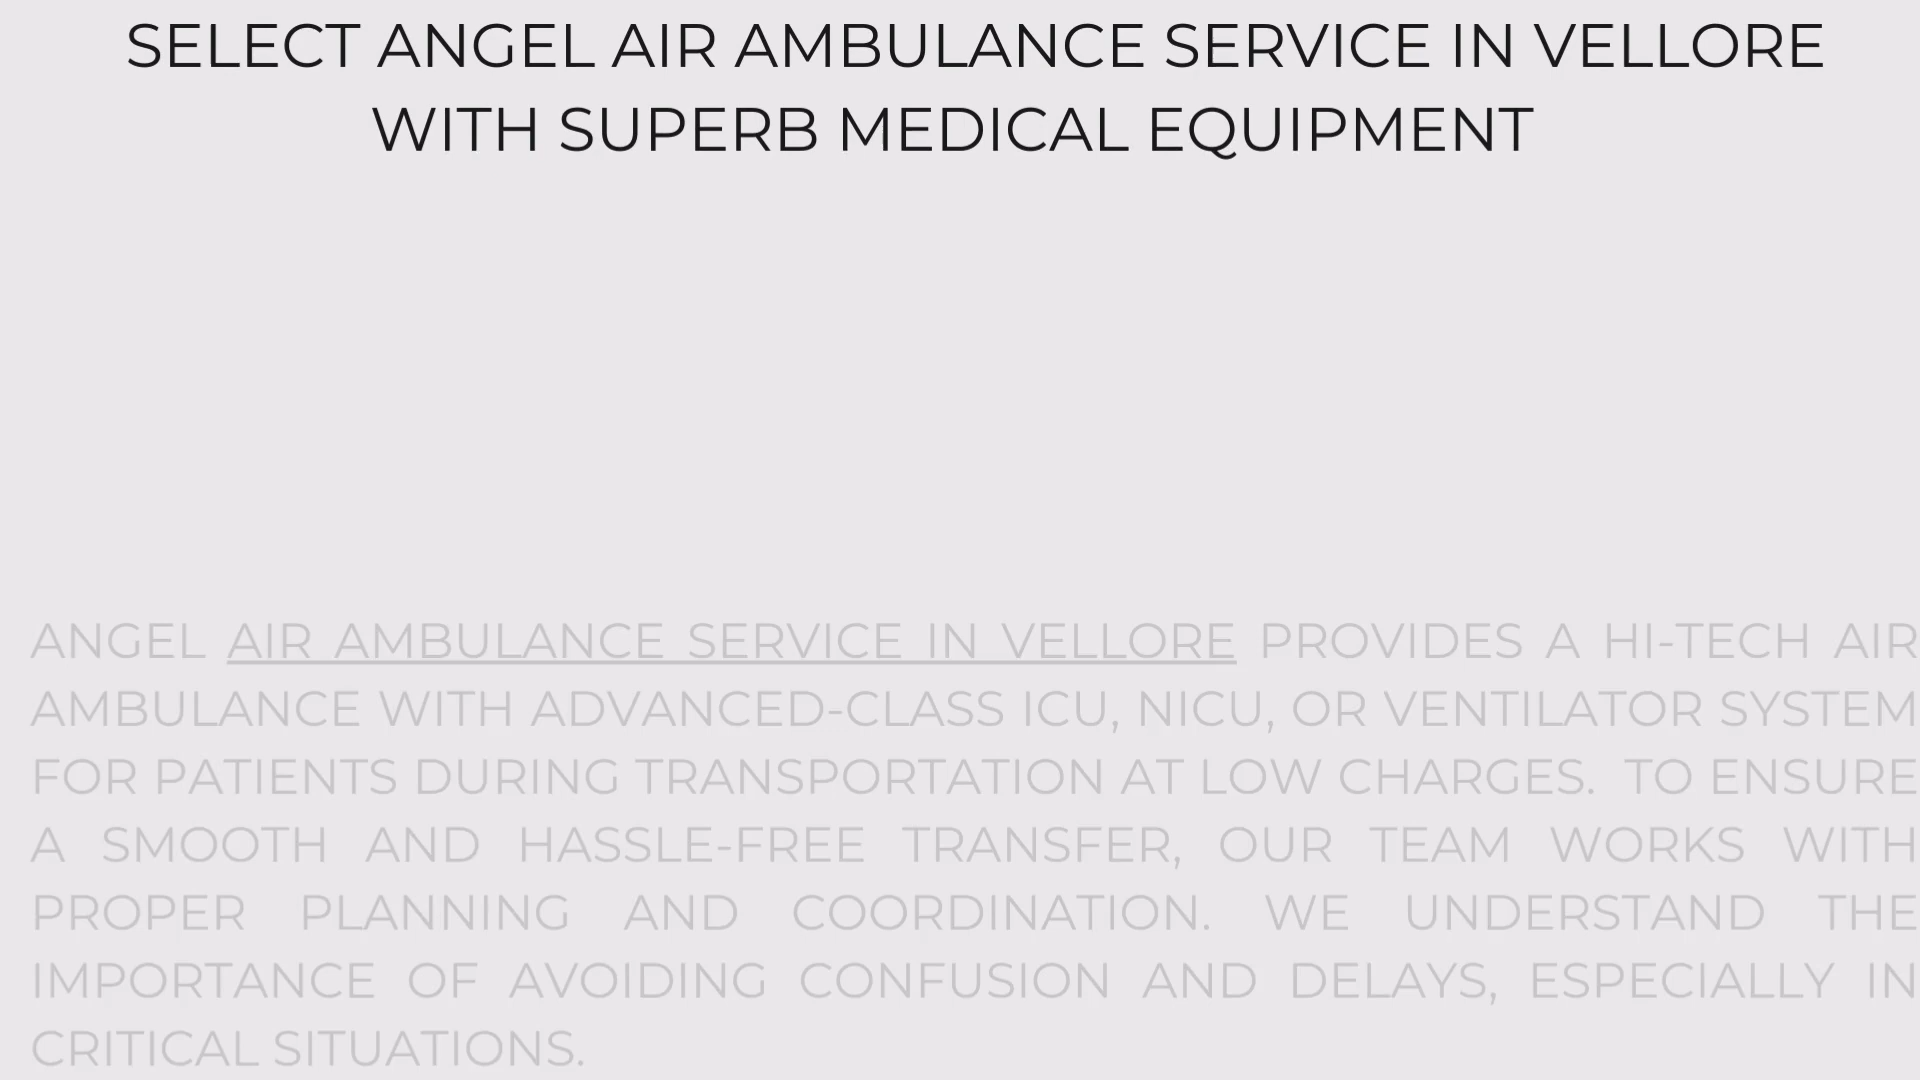 SELECT ANGEL AIR AMBULANCE SERVICE IN VELLORE
WITH SUPERB MEDICAL EQUIPMENT
ANGEL AIR AMBULANCE SERVICE IN VELLORE PROVIDES A HI-TECH AIR
AMBULANCE WITH ADVANCED-CLASS ICU, NICU, OR VENTILATOR SYSTEM
FOR PATIENTS DURING TRANSPORTATION AT LOW CHARGES. TO ENSURE
A SMOOTH AND HASSLE-FREE TRANSFER, OUR TEAM WORKS WITH
PROPER PLANNING AND COORDINATION. WE UNDERSTAND THE
IMPORTANCE OF AVOIDING CONFUSION AND DELAYS, ESPECIALLY IN
CRITICAL SITUATIONS.